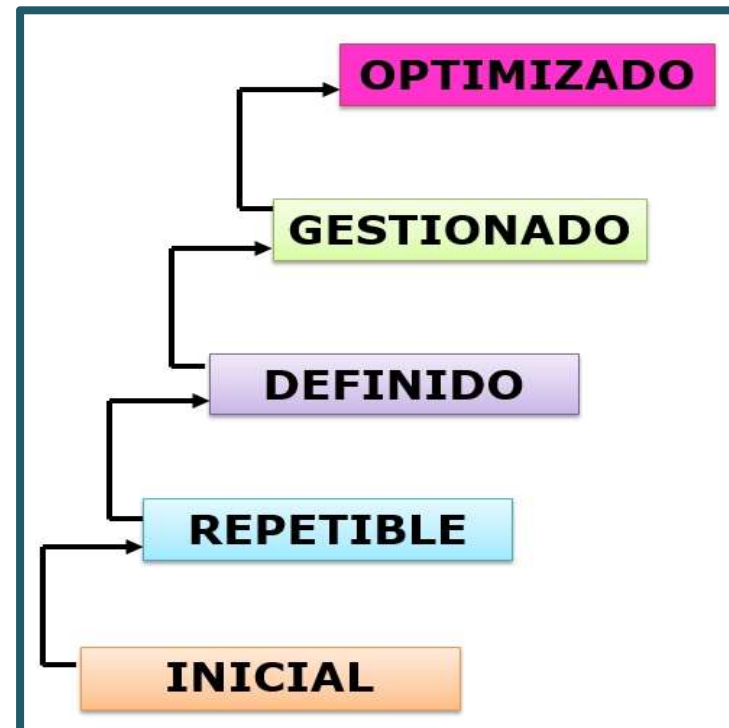 OPTIMIZADO
GESTIONADO
DEFINIDO
REPETIBLE
INICIAL